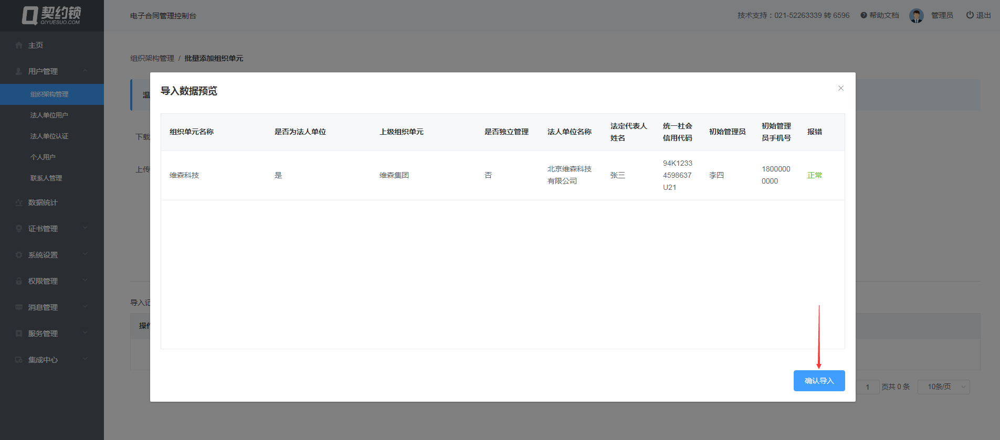 契约锁
QIYUESUO.COM
电子合同管理控制台
技术支持：021-52263339 转 6596
帮助文档
管理员
退出
主页
用户管理
组织架构管理
法人单位用户
法人单位认证
个人用户
联系人管理
数据统计
证书管理
系统设置
权限管理
消息管理
服务管理
集成中心
组织架构管理 / 批量添加组织单元
温
下载
上传
导入记
操作
导入数据预览
组织单元名称
是否为法人单位
上级组织单元
是否独立管理
法人单位名称
法定代表人
姓名
统一社会
信用代码
初始管理员
初始管理
员手机号
报错
维森科技
是
维森集团
否
北京维森科技
有限公司
张三
94K1233
4598637
U21
李四
1800000
0000
正常
确认导入
1 页共 0 条
10条/页